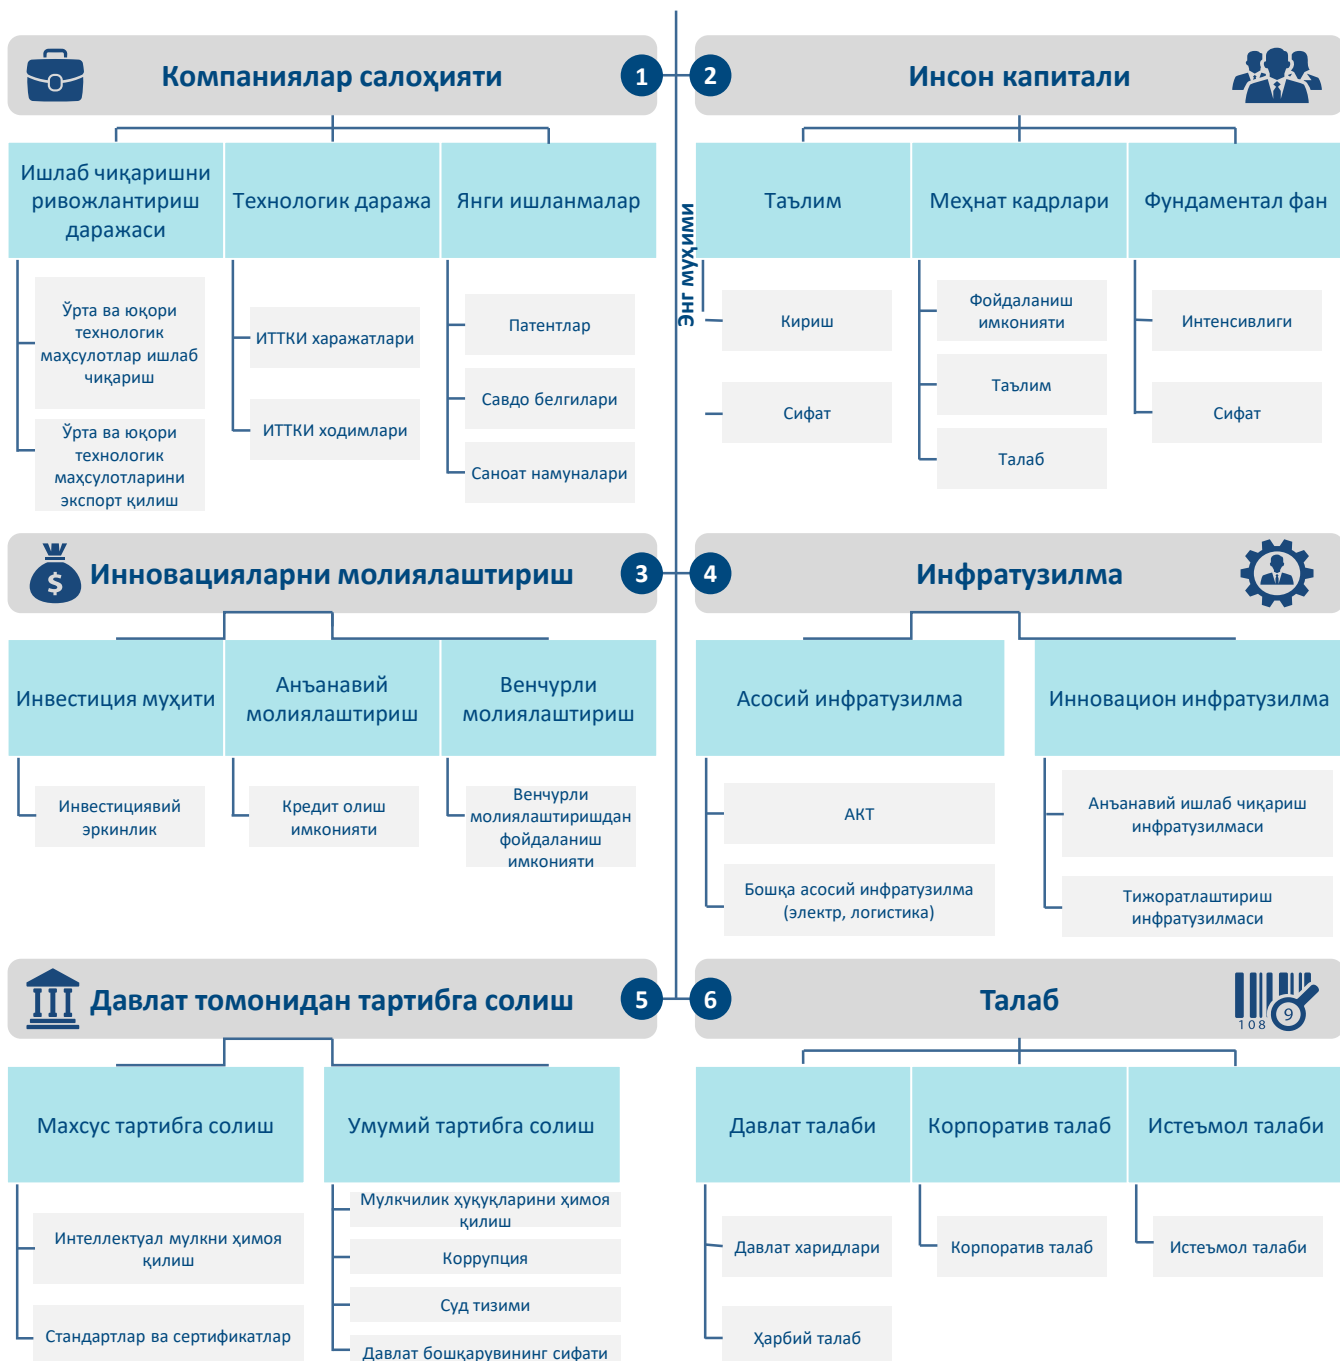 Компаниялар салоҳияти
1
Ишлаб чиқаришни
ривожлантириш
даражаси
Ўрта ва юқори
технологик
маҳсулотлар ишлаб
чиқариш
Ўрта ва юқори
технологик
маҳсулотларини
экспорт қилиш
Технологик даража
ИТТКИ харажатлари
ИТТКИ ходимлари
Янги ишланмалар
Патентлар
Савдо белгилари
Саноат намуналари
Энг муҳими
2
Инсон капитали
Таълим
Кириш
Сифат
Меҳнат кадрлари
Фойдаланиш
имконияти
Таълим
Талаб
Фундаментал фан
Интенсивлиги
Сифат
$
Инновацияларни молиялаштириш
3
Инвестиция муҳити
Инвестициявий
эркинлик
Анъанавий
молиялаштириш
Кредит олиш
имконияти
Венчурли
молиялаштириш
Венчурли
молиялаштиришдан
фойдаланиш
имконияти
4
Инфратузилма
Асосий инфратузилма
АКТ
Бошқа асосий инфратузилма
(электр, логистика)
Инновацион инфратузилма
Анъанавий ишлаб чиқариш
инфратузилмаси
Тижоратлаштириш
инфратузилмаси
Давлат томонидан тартибга солиш
5
Махсус тартибга солиш
Интеллектуал мулкни ҳимоя
қилиш
Стандартлар ва сертификатлар
Умумий тартибга солиш
Мулкчилик ҳуқуқларини ҳимоя
қилиш
Коррупция
Суд тизими
Давлат бошқарувининг сифати
6
Талаб
108
9
Давлат талаби
Давлат харидлари
Ҳарбий талаб
Корпоратив талаб
Корпоратив талаб
Истеъмол талаби
Истеъмол талаби